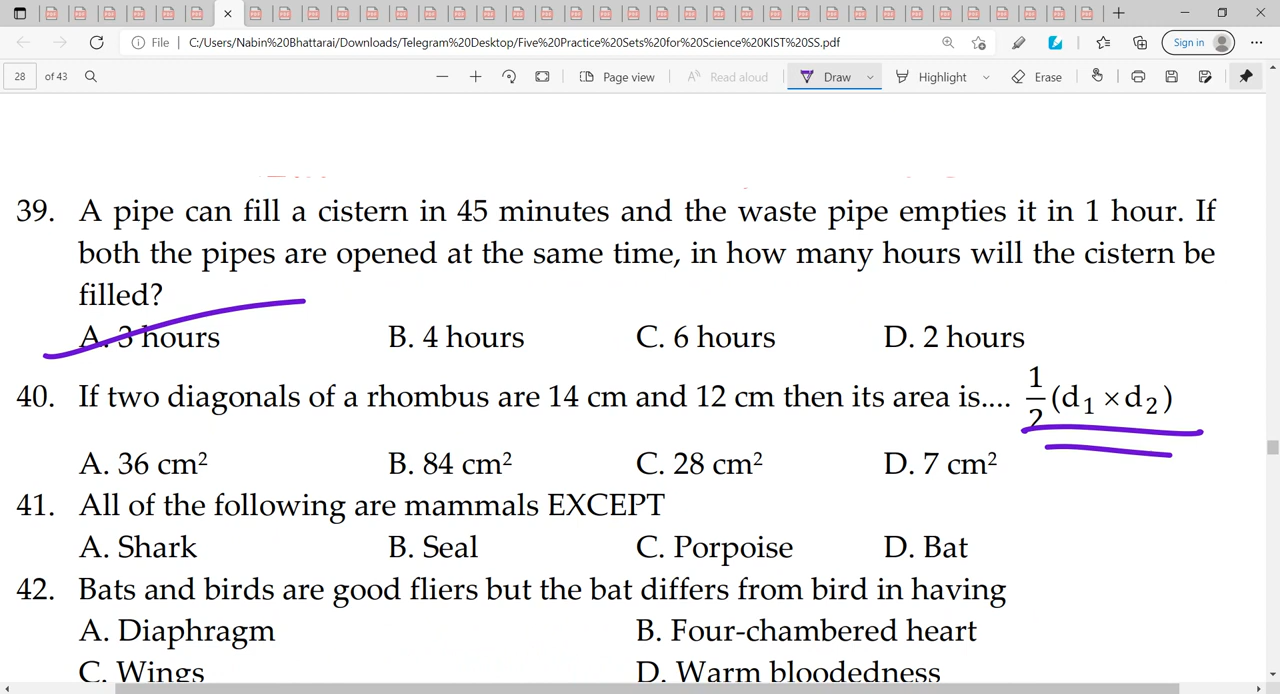 File | C:/Users/Nabin%20Bhattarai/Downloads/Telegram%20Desktop/Five%20Practice%20Sets%20for%20Science%20KIST%20SS.pdf Sign in
28 of 43 Page view Read aloud Draw Highlight Erase
39. A pipe can fill a cistern in 45 minutes and the waste pipe empties it in 1 hour. If
both the pipes are opened at the same time, in how many hours will the cistern be
filled?
A. 3 hours B. 4 hours C. 6 hours D. 2 hours
40. If two diagonals of a rhombus are 14 cm and 12 cm then its area is.... 1/2 (d₁ × d₂)
A. 36 cm² B. 84 cm² C. 28 cm² D. 7 cm²
41. All of the following are mammals EXCEPT
A. Shark B. Seal C. Porpoise D. Bat
42. Bats and birds are good fliers but the bat differs from bird in having
A. Diaphragm B. Four-chambered heart
C. Wings D. Warm bloodedness